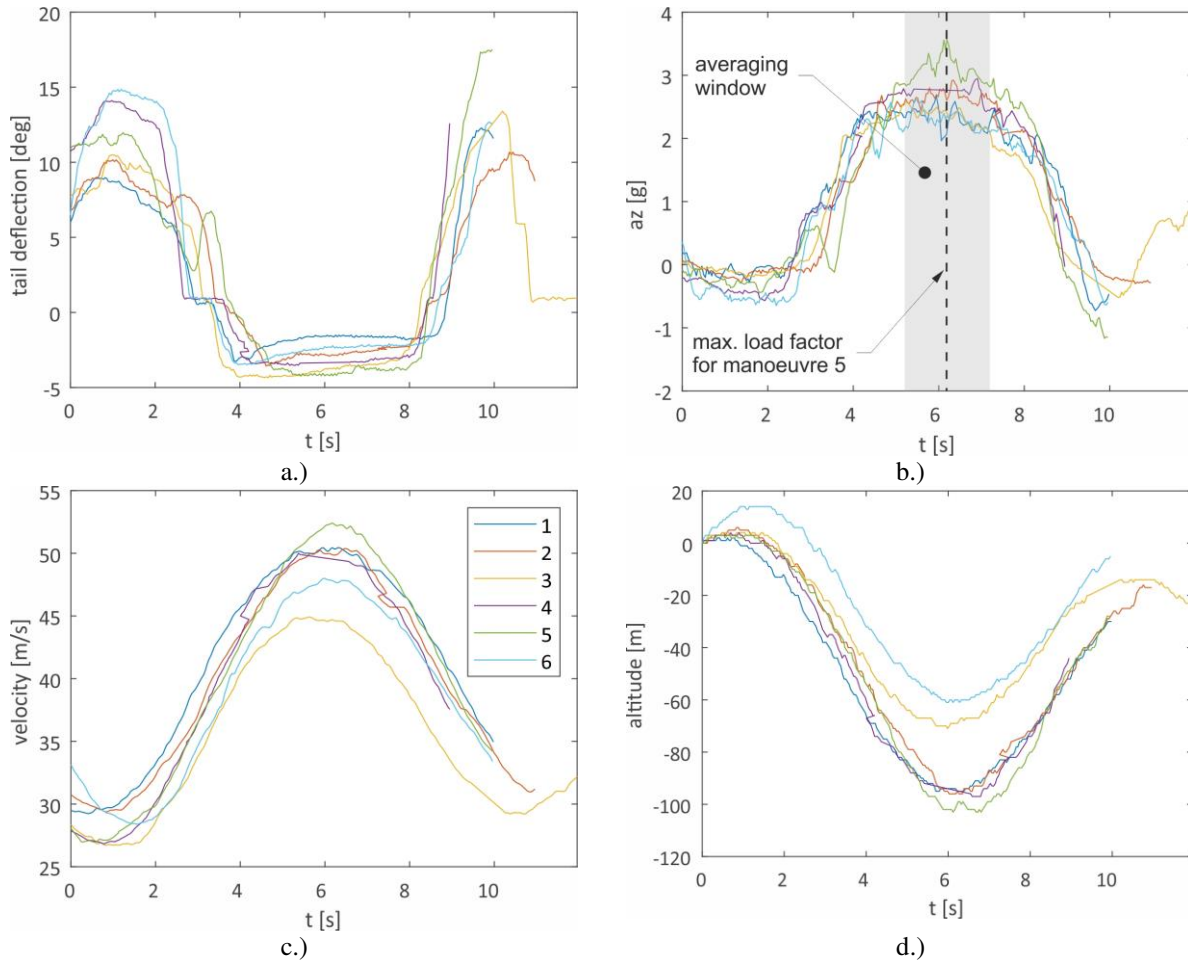 20
15
10
5
0
-5
tail deflection [deg]
0 2 4 6 8 10
t [s]
a.)
4
3
2
1
0
-1
-2
az [g]
averaging
window
max. load factor
for manoeuvre 5
0 2 4 6 8 10
t [s]
b.)
55
50
45
40
35
30
25
velocity [m/s]
1
2
3
4
5
6
0 2 4 6 8 10
t [s]
c.)
20
0
-20
-40
-60
-80
-100
-120
altitude [m]
0 2 4 6 8 10
t [s]
d.)